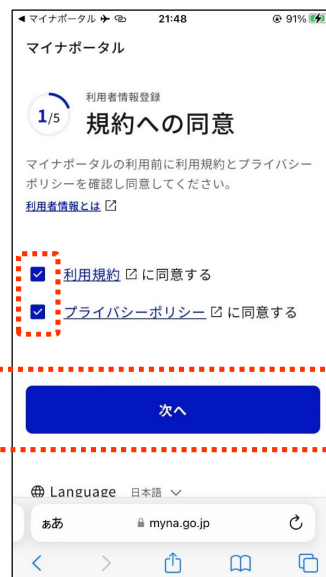 マイナポータル
21:48
91%
マイナポータル
1/5
利用者情報登録
規約への同意
マイナポータルの利用前に利用規約とプライバシー
ポリシーを確認し同意してください。
利用者情報とは
利用規約 に同意する
プライバシーポリシー に同意する
次へ
Language 日本語
ぁあ myna.go.jp